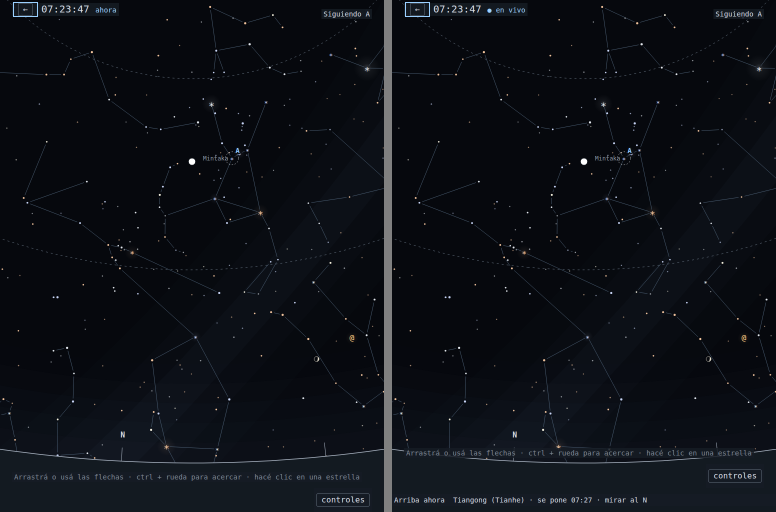 ← 07:23:47 ahora
Siguiendo A
A
Mintaka
@
N
Arrastrá o usá las flechas · ctrl + rueda para acercar · hacé clic en una estrella
controles
← 07:23:47 ● en vivo
Siguiendo A
A
Mintaka
@
N
Arrastrá o usá las flechas · ctrl + rueda para acercar · hacé clic en una estrella
controles
Arriba ahora Tiangong (Tianhe) · se pone 07:27 · mirar al N